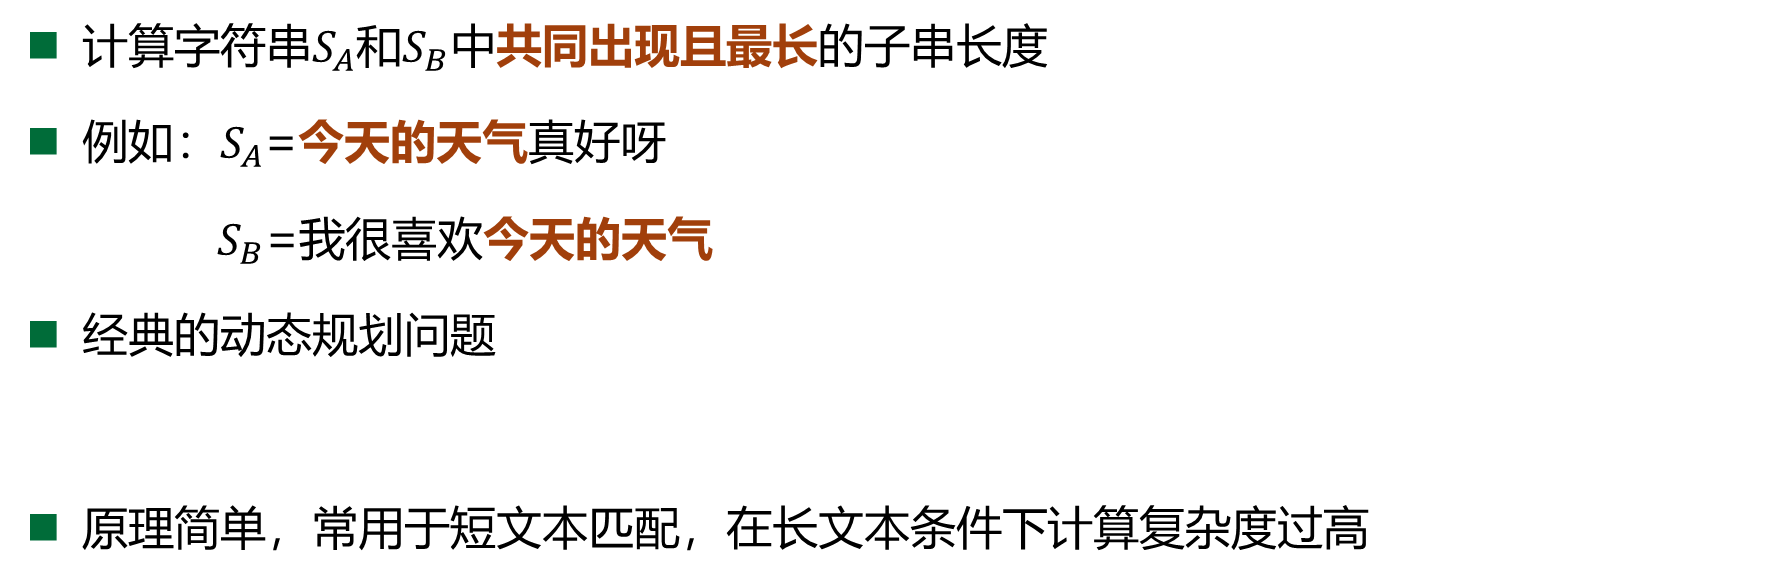 计算字符串S_A和S_B中共同出现且最长的子串长度
例如：S_A=今天的天气真好呀
S_B=我很喜欢今天的天气
经典的动态规划问题
原理简单，常用于短文本匹配，在长文本条件下计算复杂度过高